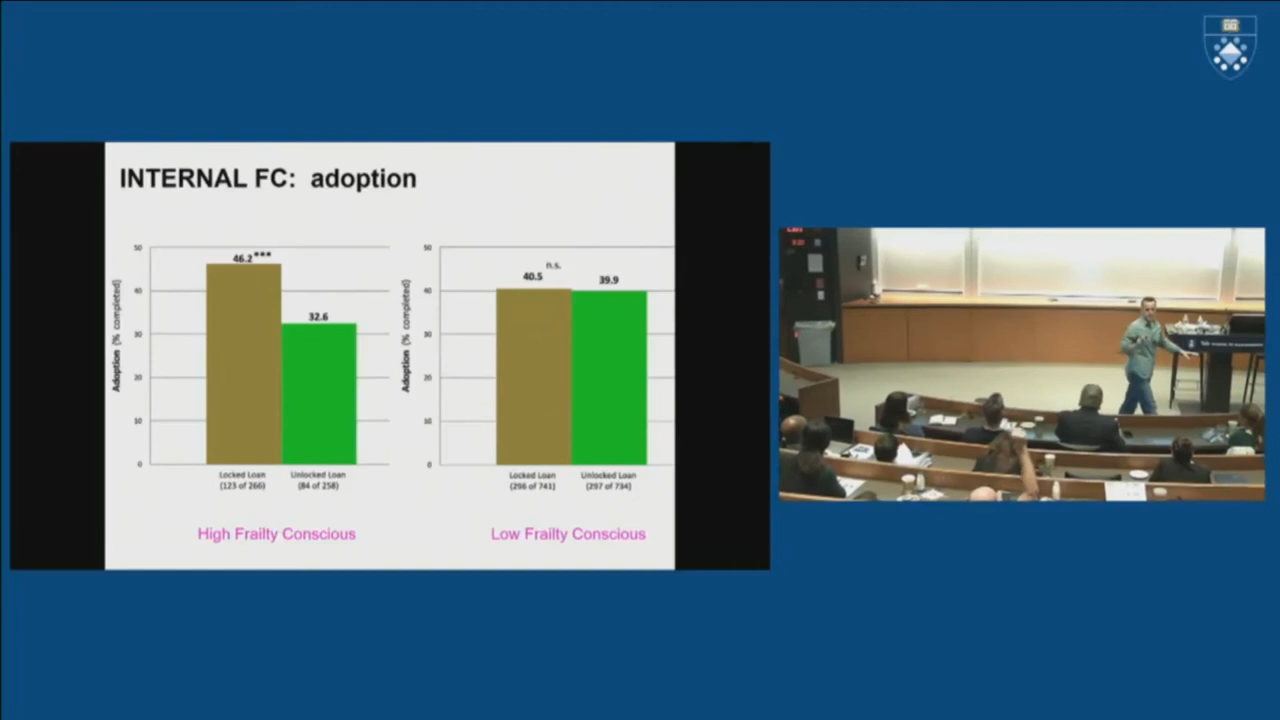 INTERNAL FC: adoption
Adoption (% completed)
50
40
30
20
10
0
46.2***
32.6
Locked Loan
(123 of 266)
Unlocked Loan
(84 of 258)
High Frailty Conscious
Adoption (% completed)
50
40
30
20
10
0
n.s.
40.5
39.9
Locked Loan
(296 of 741)
Unlocked Loan
(297 of 734)
Low Frailty Conscious